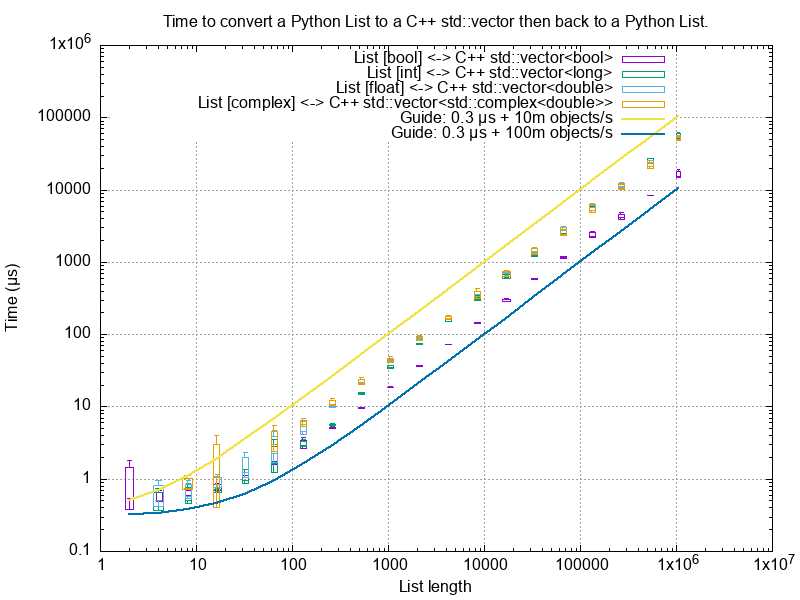 Time to convert a Python List to a C++ std::vector then back to a Python List.
List [bool] <-> C++ std::vector<bool>
List [int] <-> C++ std::vector<long>
List [float] <-> C++ std::vector<double>
List [complex] <-> C++ std::vector<std::complex<double>>
Guide: 0.3 µs + 10m objects/s
Guide: 0.3 µs + 100m objects/s
1x10⁶
100000
10000
1000
100
10
1
0.1
Time (µs)
1 10 100 1000 10000 100000 1x10⁶ 1x10⁷
List length